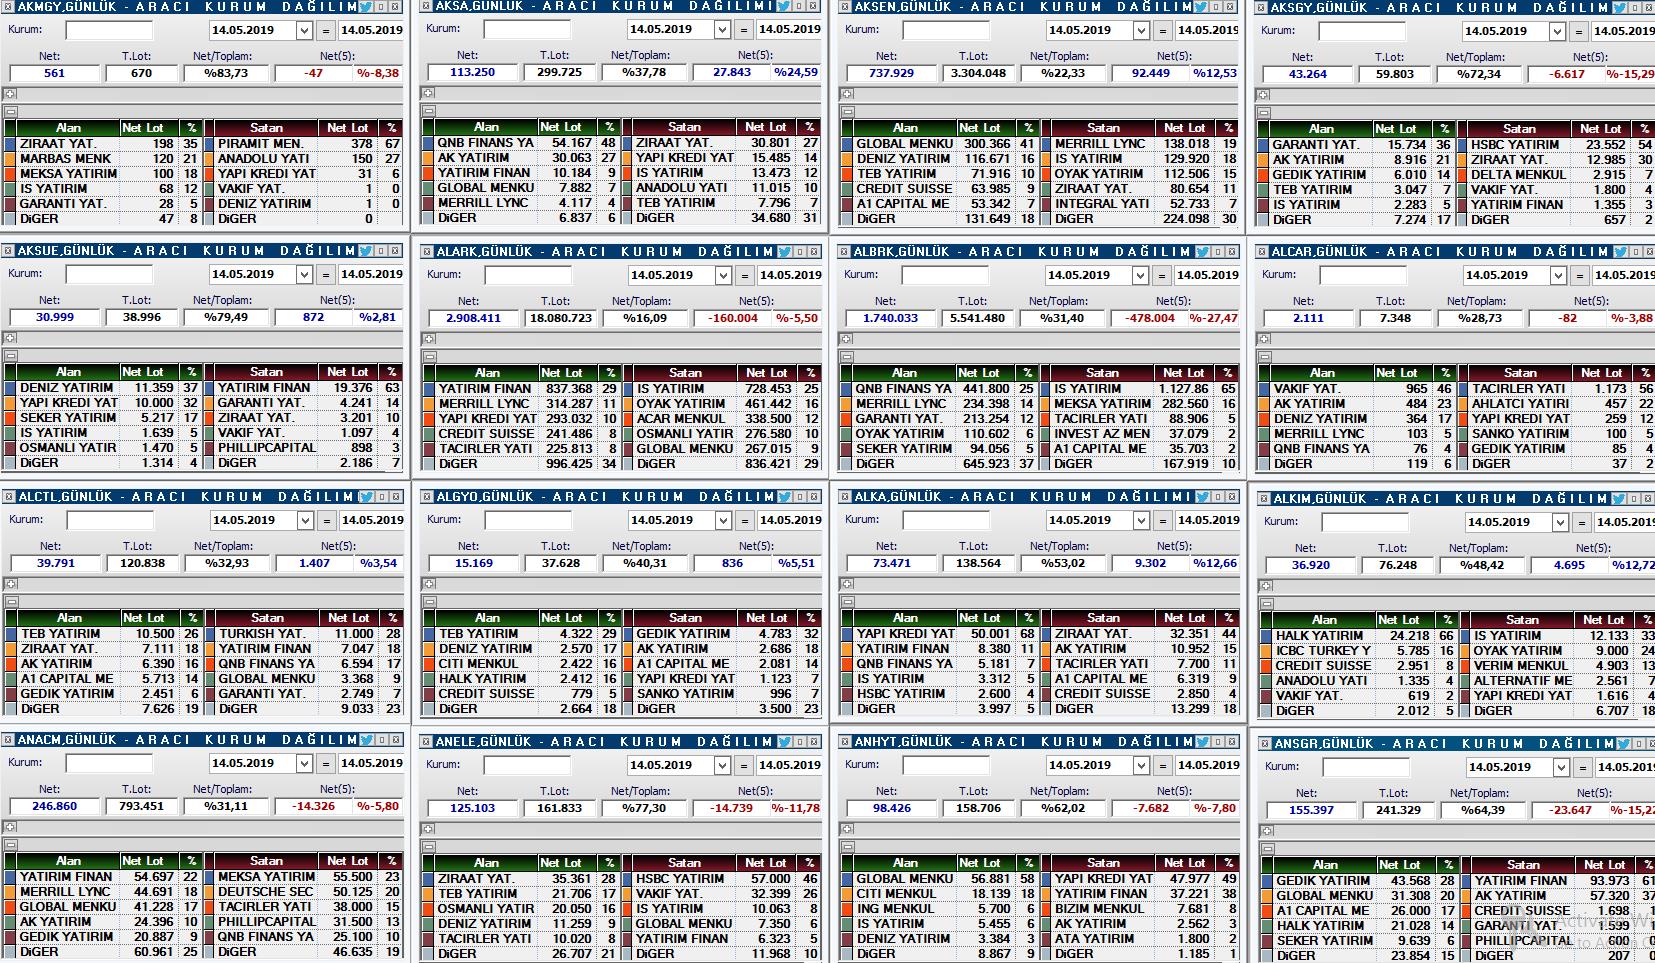 AKMGY,GÜNLÜK - ARACI KURUM DAĞILIM
Kurum: 14.05.2019 = 14.05.2019
Net: T.Lot: Net/Toplam: Net(5):
561 670 %83,73 -47 %-8,38
Alan Net Lot % Satan Net Lot %
ZIRAAT YAT. 198 35 PIRAMIT MEN. 378 67
MARBAS MENK 120 21 ANADOLU YATI 150 27
MEKSA YATIRIM 100 18 YAPI KREDI YAT 31 6
IS YATIRIM 68 12 VAKIF YAT. 1 0
GARANTI YAT. 28 5 DENIZ YATIRIM 1 0
DiGER 47 8 DiGER 0
AKSA,GÜNLÜK - ARACI KURUM DAĞILIM
Kurum: 14.05.2019 = 14.05.2019
Net: T.Lot: Net/Toplam: Net(5):
113.250 299.725 %37,78 27.843 %24,59
Alan Net Lot % Satan Net Lot %
QNB FINANS YA 54.167 48 ZIRAAT YAT. 30.801 27
AK YATIRIM 30.063 27 YAPI KREDI YAT 15.485 14
YATIRIM FINAN 10.184 9 IS YATIRIM 13.473 12
GLOBAL MENKU 7.882 7 ANADOLU YATI 11.015 10
MERRILL LYNC 4.117 4 TEB YATIRIM 7.796 7
DiGER 6.837 6 DiGER 34.680 31
AKSEN,GÜNLÜK - ARACI KURUM DAĞILIM
Kurum: 14.05.2019 = 14.05.2019
Net: T.Lot: Net/Toplam: Net(5):
737.929 3.304.048 %22,33 92.449 %12,53
Alan Net Lot % Satan Net Lot %
GLOBAL MENKU 300.366 41 MERRILL LYNC 138.018 19
DENIZ YATIRIM 116.671 16 IS YATIRIM 129.920 18
TEB YATIRIM 71.916 10 OYAK YATIRIM 112.506 15
CREDIT SUISSE 63.985 9 ZIRAAT YAT. 80.654 11
A1 CAPITAL ME 53.342 7 INTEGRAL YATI 52.733 7
DiGER 131.649 18 DiGER 224.098 30
AKSGY,GÜNLÜK - ARACI KURUM DAĞILIM
Kurum: 14.05.2019 = 14.05.2019
Net: T.Lot: Net/Toplam: Net(5):
43.264 59.803 %72,34 -6.617 %-15,29
Alan Net Lot % Satan Net Lot %
GARANTI YAT. 15.734 36 HSBC YATIRIM 23.552 54
AK YATIRIM 8.916 21 ZIRAAT YAT. 12.985 30
GEDIK YATIRIM 6.010 14 DELTA MENKUL 2.915 7
TEB YATIRIM 3.047 7 VAKIF YAT. 1.800 4
IS YATIRIM 2.283 5 YATIRIM FINAN 1.355 3
DiGER 7.274 17 DiGER 657 2
AKSUE,GÜNLÜK - ARACI KURUM DAĞILIM
Kurum: 14.05.2019 = 14.05.2019
Net: T.Lot: Net/Toplam: Net(5):
30.999 38.996 %79,49 872 %2,81
Alan Net Lot % Satan Net Lot %
DENIZ YATIRIM 11.359 37 YATIRIM FINAN 19.376 63
YAPI KREDI YAT 10.000 32 GARANTI YAT. 4.241 14
SEKER YATIRIM 5.217 17 ZIRAAT YAT. 3.201 10
IS YATIRIM 1.639 5 VAKIF YAT. 1.097 4
OSMANLI YATIR 1.470 5 PHILLIPCAPITAL 898 3
DiGER 1.314 4 DiGER 2.186 7
ALARK,GÜNLÜK - ARACI KURUM DAĞILIM
Kurum: 14.05.2019 = 14.05.2019
Net: T.Lot: Net/Toplam: Net(5):
2.908.411 18.080.723 %16,09 -160.004 %-5,50
Alan Net Lot % Satan Net Lot %
YATIRIM FINAN 837.368 29 IS YATIRIM 728.453 25
MERRILL LYNC 314.287 11 OYAK YATIRIM 461.442 16
YAPI KREDI YAT 293.032 10 ACAR MENKUL 338.500 12
CREDIT SUISSE 241.486 8 OSMANLI YATIR 276.580 10
TACIRLER YATI 225.813 8 GLOBAL MENKU 267.015 9
DiGER 996.425 34 DiGER 836.421 29
ALBRK,GÜNLÜK - ARACI KURUM DAĞILIM
Kurum: 14.05.2019 = 14.05.2019
Net: T.Lot: Net/Toplam: Net(5):
1.740.033 5.541.480 %31,40 -478.004 %-27,47
Alan Net Lot % Satan Net Lot %
QNB FINANS YA 441.800 25 IS YATIRIM 1.127.86 65
MERRILL LYNC 234.398 14 MEKSA YATIRIM 282.560 16
GARANTI YAT. 213.254 12 TACIRLER YATI 88.906 5
OYAK YATIRIM 110.602 6 INVEST AZ MEN 37.079 2
SEKER YATIRIM 94.056 5 A1 CAPITAL ME 35.703 2
DiGER 645.923 37 DiGER 167.919 10
ALCAR,GÜNLÜK - ARACI KURUM DAĞILIM
Kurum: 14.05.2019 = 14.05.2019
Net: T.Lot: Net/Toplam: Net(5):
2.111 7.348 %28,73 -82 %-3,88
Alan Net Lot % Satan Net Lot %
VAKIF YAT. 965 46 TACIRLER YATI 1.173 56
AK YATIRIM 484 23 AHLATCI YATIRI 457 22
DENIZ YATIRIM 364 17 YAPI KREDI YAT 259 12
MERRILL LYNC 103 5 SANKO YATIRIM 100 5
QNB FINANS YA 76 4 GEDIK YATIRIM 85 4
DiGER 119 6 DiGER 37 2
ALCTL,GÜNLÜK - ARACI KURUM DAĞILIMI
Kurum: 14.05.2019 = 14.05.2019
Net: T.Lot: Net/Toplam: Net(5):
39.791 120.838 %32,93 1.407 %3,54
Alan Net Lot % Satan Net Lot %
TEB YATIRIM 10.500 26 TURKISH YAT. 11.000 28
ZIRAAT YAT. 7.111 18 YATIRIM FINAN 7.047 18
AK YATIRIM 6.390 16 QNB FINANS YA 6.594 17
A1 CAPITAL ME 5.713 14 GLOBAL MENKU 3.368 9
GEDIK YATIRIM 2.451 6 GARANTI YAT. 2.749 7
DiGER 7.626 19 DiGER 9.033 23
ALGYO,GÜNLÜK - ARACI KURUM DAĞILIM
Kurum: 14.05.2019 = 14.05.2019
Net: T.Lot: Net/Toplam: Net(5):
15.169 37.628 %40,31 836 %5,51
Alan Net Lot % Satan Net Lot %
TEB YATIRIM 4.322 29 GEDIK YATIRIM 4.783 32
DENIZ YATIRIM 2.570 17 AK YATIRIM 2.686 18
CITI MENKUL 2.422 16 A1 CAPITAL ME 2.081 14
HALK YATIRIM 2.412 16 YAPI KREDI YAT 1.123 7
CREDIT SUISSE 779 5 SANKO YATIRIM 996 7
DiGER 2.664 18 DiGER 3.500 23
ALKA,GÜNLÜK - ARACI KURUM DAĞILIM
Kurum: 14.05.2019 = 14.05.2019
Net: T.Lot: Net/Toplam: Net(5):
73.471 138.564 %53,02 9.302 %12,66
Alan Net Lot % Satan Net Lot %
YAPI KREDI YAT 50.001 68 ZIRAAT YAT. 32.351 44
YATIRIM FINAN 8.380 11 AK YATIRIM 10.952 15
QNB FINANS YA 5.181 7 TACIRLER YATI 7.700 11
IS YATIRIM 3.312 5 A1 CAPITAL ME 6.319 9
HSBC YATIRIM 2.600 4 CREDIT SUISSE 2.850 4
DiGER 3.997 5 DiGER 13.299 18
ALKIM,GÜNLÜK - ARACI KURUM DAĞILIM
Kurum: 14.05.2019 = 14.05.2019
Net: T.Lot: Net/Toplam: Net(5):
36.920 76.248 %48,42 4.695 %12,72
Alan Net Lot % Satan Net Lot %
HALK YATIRIM 24.218 66 IS YATIRIM 12.133 33
ICBC TURKEY Y 5.785 16 OYAK YATIRIM 9.000 24
CREDIT SUISSE 2.951 8 VERIM MENKUL 4.903 13
ANADOLU YATI 1.335 4 ALTERNATIF ME 2.561 7
VAKIF YAT. 619 2 YAPI KREDI YAT 1.616 4
DiGER 2.012 5 DiGER 6.707 18
ANACM,GÜNLÜK - ARACI KURUM DAĞILIM
Kurum: 14.05.2019 = 14.05.2019
Net: T.Lot: Net/Toplam: Net(5):
246.860 793.451 %31,11 -14.326 %-5,80
Alan Net Lot % Satan Net Lot %
YATIRIM FINAN 54.697 22 MEKSA YATIRIM 55.500 23
MERRILL LYNC 44.691 18 DEUTSCHE SEC 50.125 20
GLOBAL MENKU 41.228 17 TACIRLER YATI 38.000 15
AK YATIRIM 24.396 10 PHILLIPCAPITAL 31.500 13
GEDIK YATIRIM 20.887 9 QNB FINANS YA 25.100 10
DiGER 60.961 25 DiGER 46.635 19
ANELE,GÜNLÜK - ARACI KURUM DAĞILIM
Kurum: 14.05.2019 = 14.05.2019
Net: T.Lot: Net/Toplam: Net(5):
125.103 161.833 %77,30 -14.739 %-11,78
Alan Net Lot % Satan Net Lot %
ZIRAAT YAT. 35.361 28 HSBC YATIRIM 57.000 46
TEB YATIRIM 21.706 17 VAKIF YAT. 32.399 26
OSMANLI YATIR 20.050 16 IS YATIRIM 10.063 8
DENIZ YATIRIM 11.259 9 GLOBAL MENKU 7.350 6
TACIRLER YATI 10.020 8 YATIRIM FINAN 6.323 5
DiGER 26.707 21 DiGER 11.968 10
ANHYT,GÜNLÜK - ARACI KURUM DAĞILIM
Kurum: 14.05.2019 = 14.05.2019
Net: T.Lot: Net/Toplam: Net(5):
98.426 158.706 %62,02 -7.682 %-7,80
Alan Net Lot % Satan Net Lot %
GLOBAL MENKU 56.881 58 YAPI KREDI YAT 47.977 49
CITI MENKUL 18.139 18 YATIRIM FINAN 37.221 38
ING MENKUL 5.700 6 BIZIM MENKUL 7.681 8
IS YATIRIM 5.455 6 AK YATIRIM 2.562 3
DENIZ YATIRIM 3.384 3 ATA YATIRIM 1.800 2
DiGER 8.867 9 DiGER 1.185 1
ANSGR,GÜNLÜK - ARACI KURUM DAĞILIM
Kurum: 14.05.2019 = 14.05.2019
Net: T.Lot: Net/Toplam: Net(5):
155.397 241.329 %64,39 -23.647 %-15,22
Alan Net Lot % Satan Net Lot %
GEDIK YATIRIM 43.568 28 YATIRIM FINAN 93.973 61
GLOBAL MENKU 31.308 20 AK YATIRIM 57.320 37
A1 CAPITAL ME 26.000 17 CREDIT SUISSE 1.698 1
HALK YATIRIM 21.028 14 GARANTI YAT. 1.599 1
SEKER YATIRIM 9.639 6 PHILLIPCAPITAL 600 0
DiGER 23.854 15 DiGER 207 0